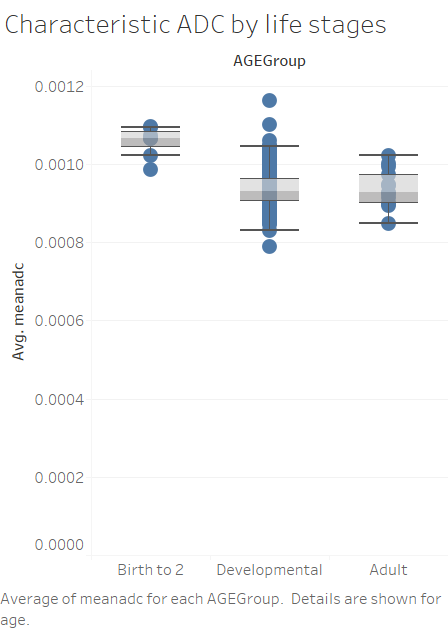 Characteristic ADC by life stages
AGEGroup
0.0012
0.0010
0.0008
0.0006
0.0004
0.0002
0.0000
Avg. meanadc
Birth to 2 Developmental Adult
Average of meanadc for each AGEGroup. Details are shown for
age.